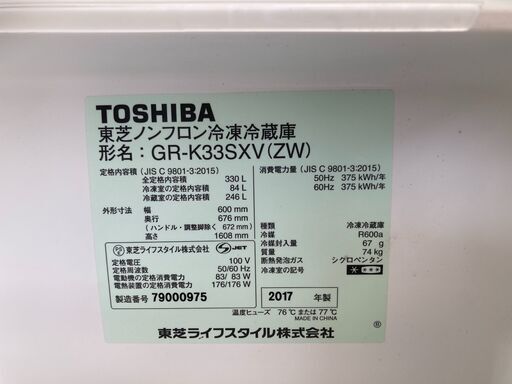 TOSHIBA
東芝ノンフロン冷凍冷蔵庫
形名：GR-K33SXV(ZW)
定格内容積 (JIS C 9801-3:2015)
全定格内容積 330 L
冷凍室の定格内容積 84 L
冷蔵室の定格内容積 246 L
外形寸法 幅 600 mm
奥行 676 mm
(ハンドル・調整脚除く 672 mm)
高さ 1608 mm
東芝ライフスタイル株式会社 JET
定格電圧 100 V
定格周波数 50/60 Hz
電動機の定格消費電力 83/ 83 W
電熱装置の定格消費電力 176/176 W
製造番号 79000975
消費電力量 (JIS C 9801-3:2015)
50Hz 375 kWh/年
60Hz 375 kWh/年
種類 冷凍冷蔵庫
冷媒 R600a
冷媒封入量 67 g
質量 74 kg
断熱発泡ガス シクロペンタン
冷凍室の記号
2017 年製
温度ヒューズ 76 ℃ または 77 ℃
東芝ライフスタイル株式会社